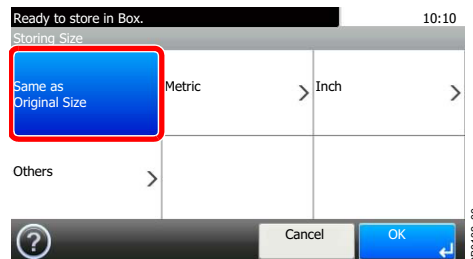 Ready to store in Box. 10:10
Storing Size
Same as
Original Size
Metric
Inch
Others
?
Cancel
OK